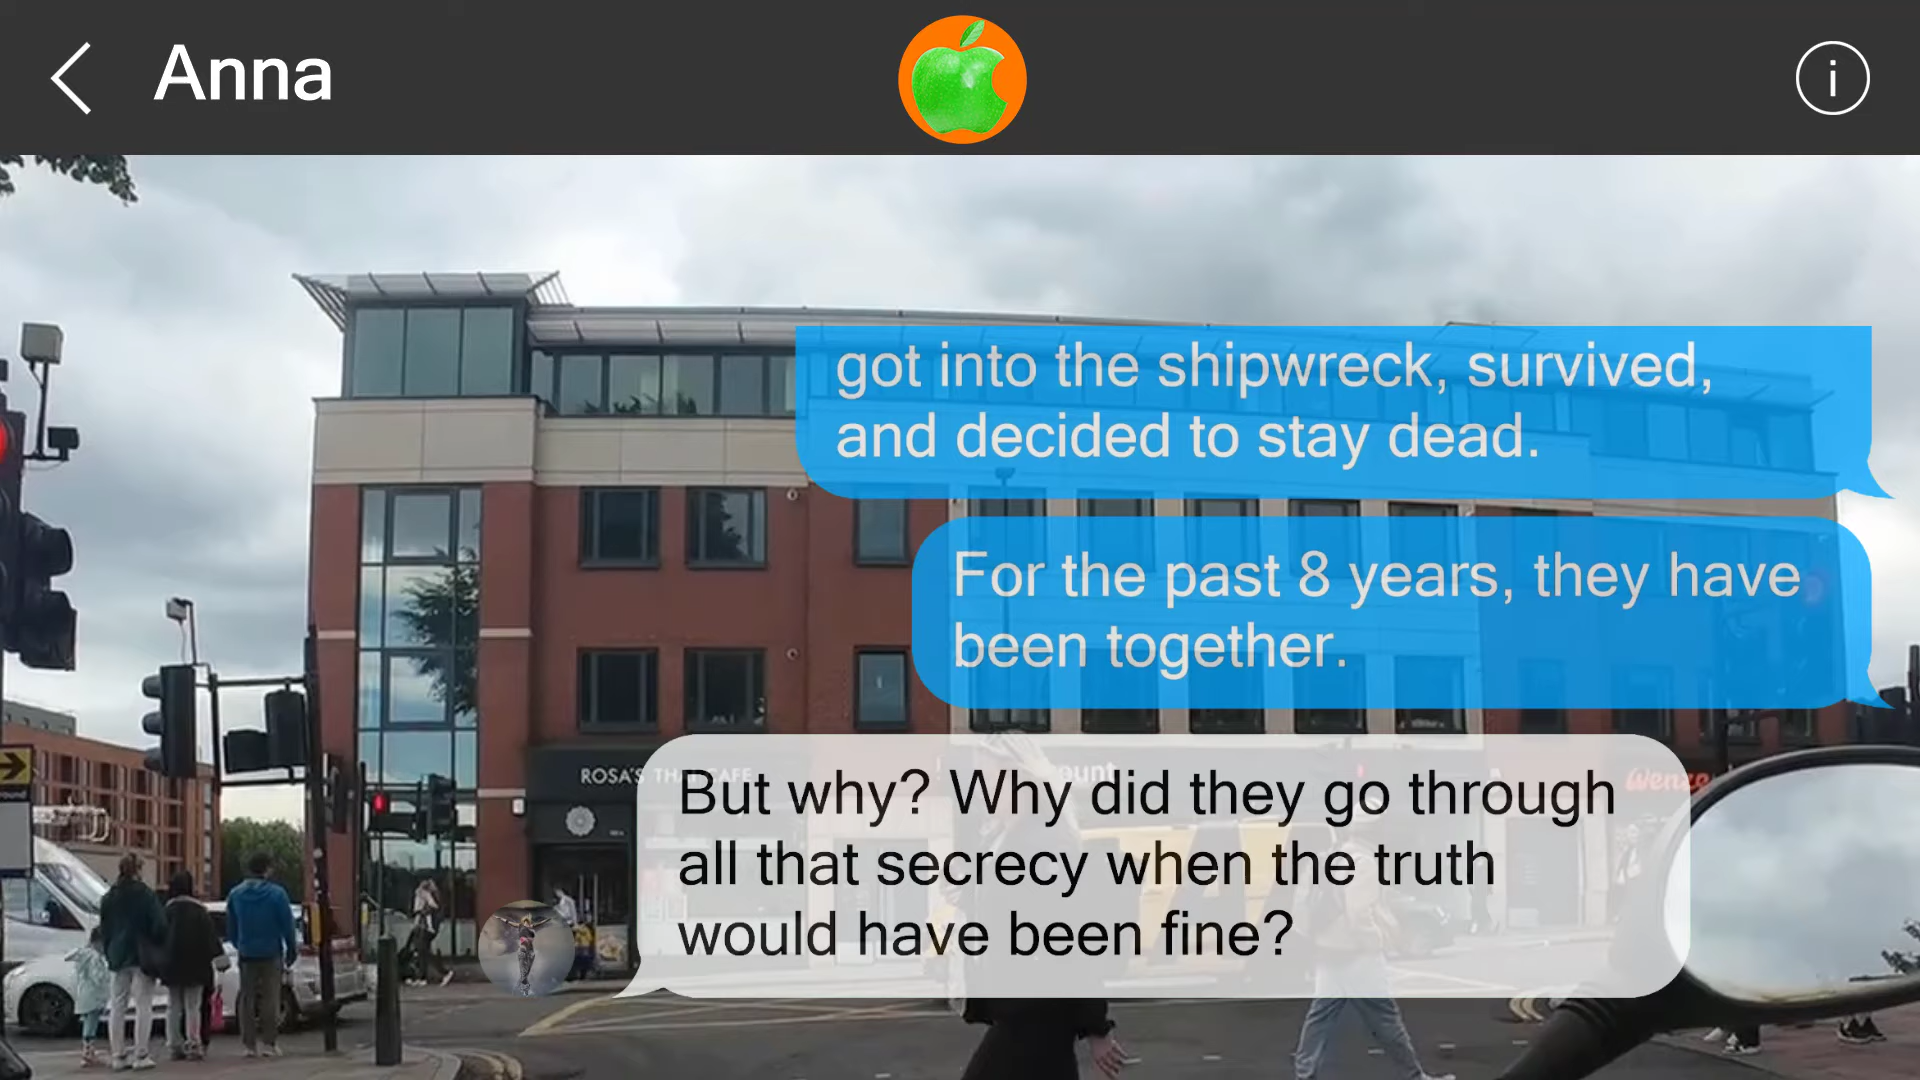 Anna
i
got into the shipwreck, survived,
and decided to stay dead.
For the past 8 years, they have
been together.
But why? Why did they go through
all that secrecy when the truth
would have been fine?
ROSA'S THAI CAFE